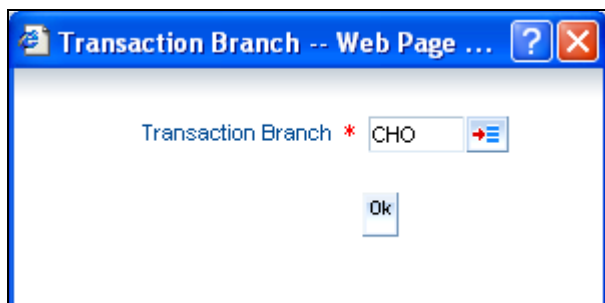 Transaction Branch -- Web Page ...
Transaction Branch * CHO
Ok